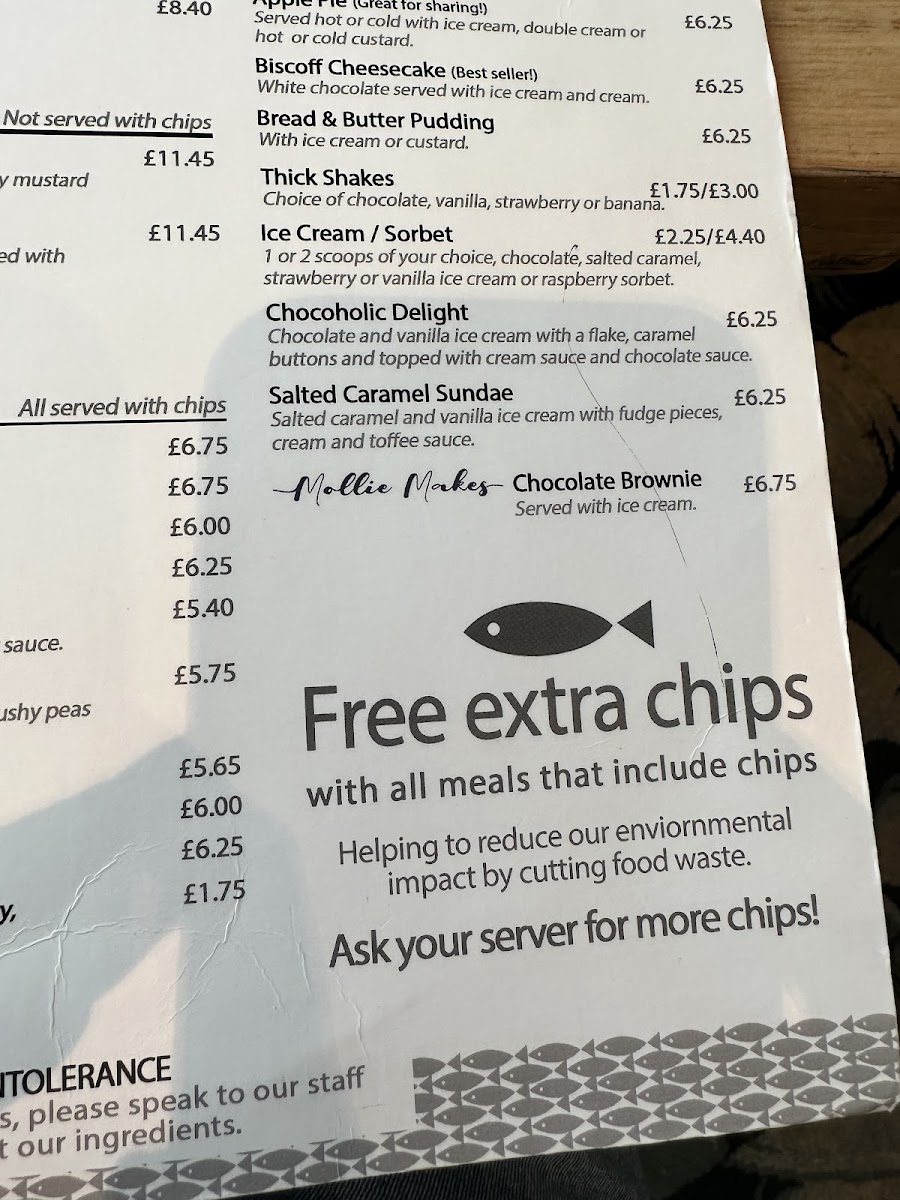 £8.40
Not served with chips
£11.45
y mustard
£11.45
ed with
All served with chips
£6.75
£6.75
£6.00
£6.25
£5.40
sauce.
£5.75
ushy peas
£5.65
£6.00
£6.25
£1.75
y,
Apple Pie (Great for sharing!)
Served hot or cold with ice cream, double cream or £6.25
hot or cold custard.
Biscoff Cheesecake (Best seller!)
White chocolate served with ice cream and cream. £6.25
Bread & Butter Pudding
With ice cream or custard. £6.25
Thick Shakes £1.75/£3.00
Choice of chocolate, vanilla, strawberry or banana.
Ice Cream / Sorbet £2.25/£4.40
1 or 2 scoops of your choice, chocolate, salted caramel,
strawberry or vanilla ice cream or raspberry sorbet.
Chocoholic Delight £6.25
Chocolate and vanilla ice cream with a flake, caramel
buttons and topped with cream sauce and chocolate sauce.
Salted Caramel Sundae £6.25
Salted caramel and vanilla ice cream with fudge pieces,
cream and toffee sauce.
Mollie Makes Chocolate Brownie £6.75
Served with ice cream.
Free extra chips
with all meals that include chips
Helping to reduce our enviornmental
impact by cutting food waste.
Ask your server for more chips!
NTOLERANCE
s, please speak to our staff
t our ingredients.